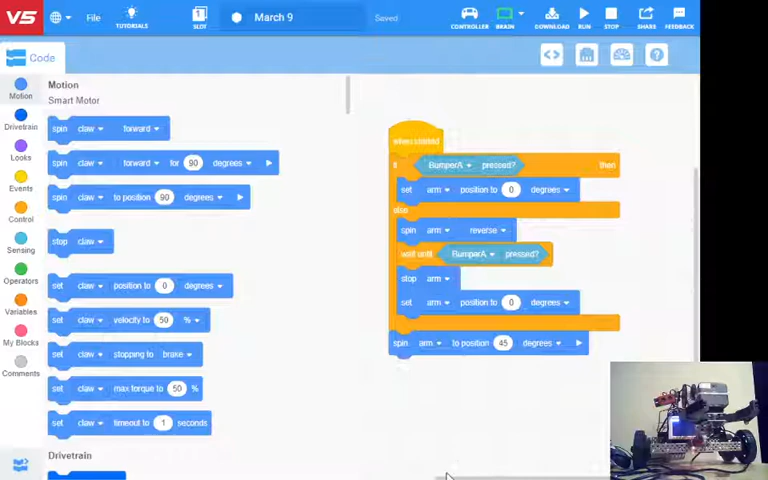 V5 File TUTORIALS SLOT 1 March 9 Saved CONTROLLER BRAIN DOWNLOAD RUN STOP SHARE FEEDBACK
Code
Motion
Drivetrain
Looks
Events
Control
Sensing
Operators
Variables
My Blocks
Comments
Motion
Smart Motor
spin claw forward
spin claw forward for 90 degrees
spin claw to position 90 degrees
stop claw
set claw position to 0 degrees
set claw velocity to 50 %
set claw stopping to brake
set claw max torque to 50 %
set claw timeout to 1 seconds
Drivetrain
when started
if BumperA pressed? then
set arm position to 0 degrees
else
spin arm reverse
wait until BumperA pressed?
stop arm
set arm position to 0 degrees
spin arm to position 45 degrees